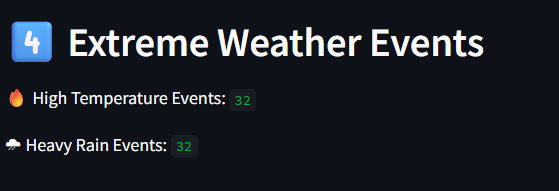 4 Extreme Weather Events
🔥 High Temperature Events: 32
🌧 Heavy Rain Events: 32